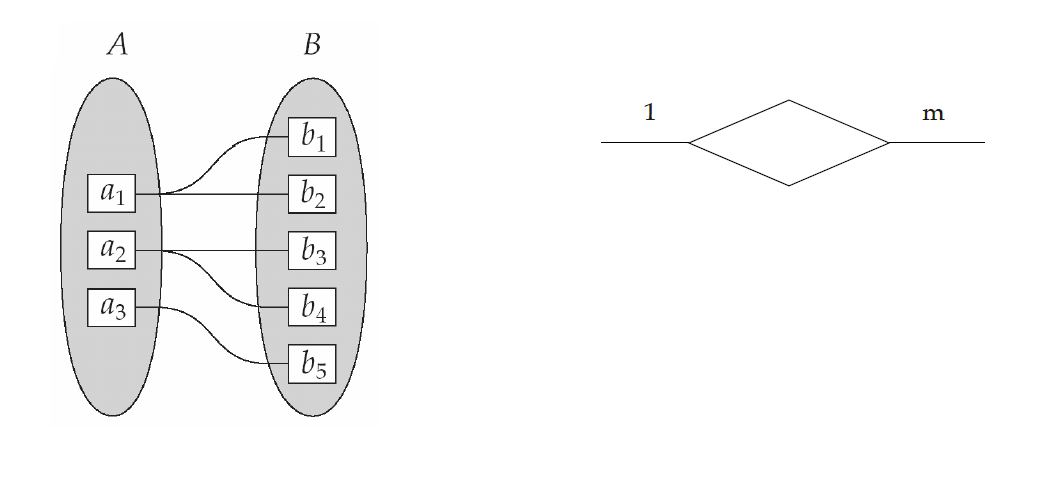 A B
1 m
b₁
a₁ b₂
a₂ b₃
a₃ b₄
b₅